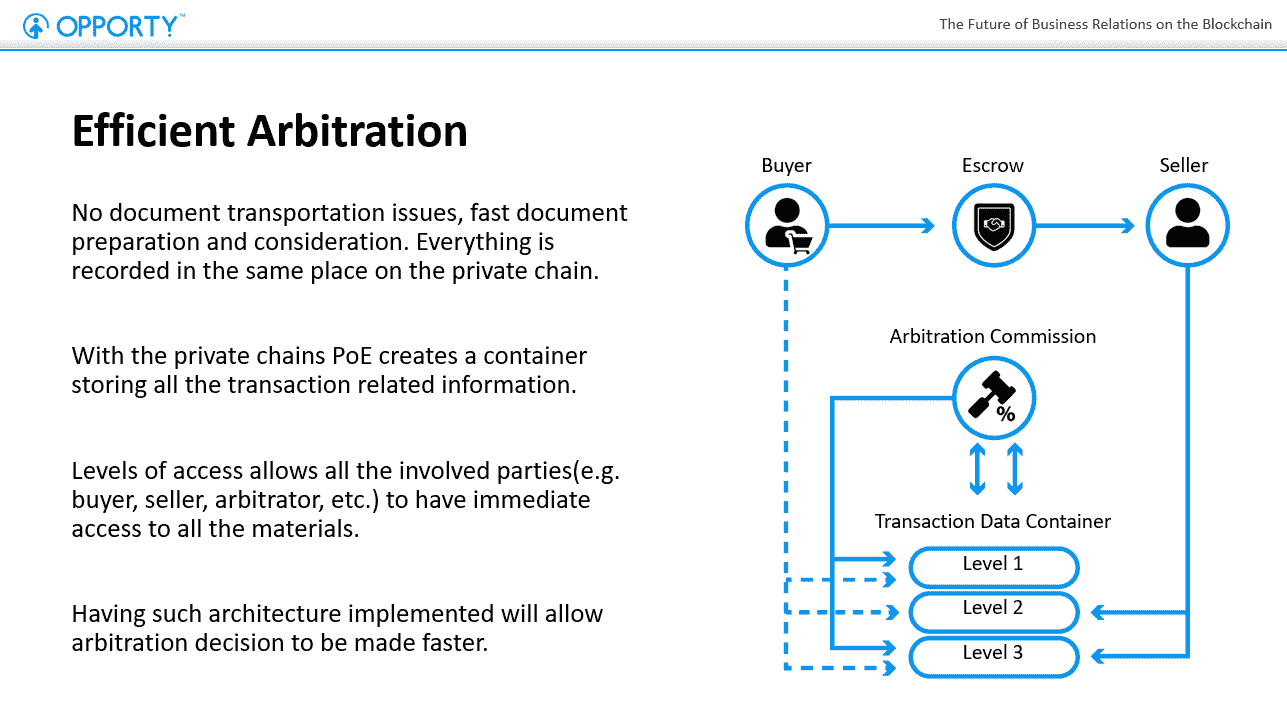 OPPORTY™
The Future of Business Relations on the Blockchain
Efficient Arbitration
No document transportation issues, fast document
preparation and consideration. Everything is
recorded in the same place on the private chain.
With the private chains PoE creates a container
storing all the transaction related information.
Levels of access allows all the involved parties(e.g.
buyer, seller, arbitrator, etc.) to have immediate
access to all the materials.
Having such architecture implemented will allow
arbitration decision to be made faster.
Buyer
Escrow
Seller
Arbitration Commission
%
Transaction Data Container
Level 1
Level 2
Level 3